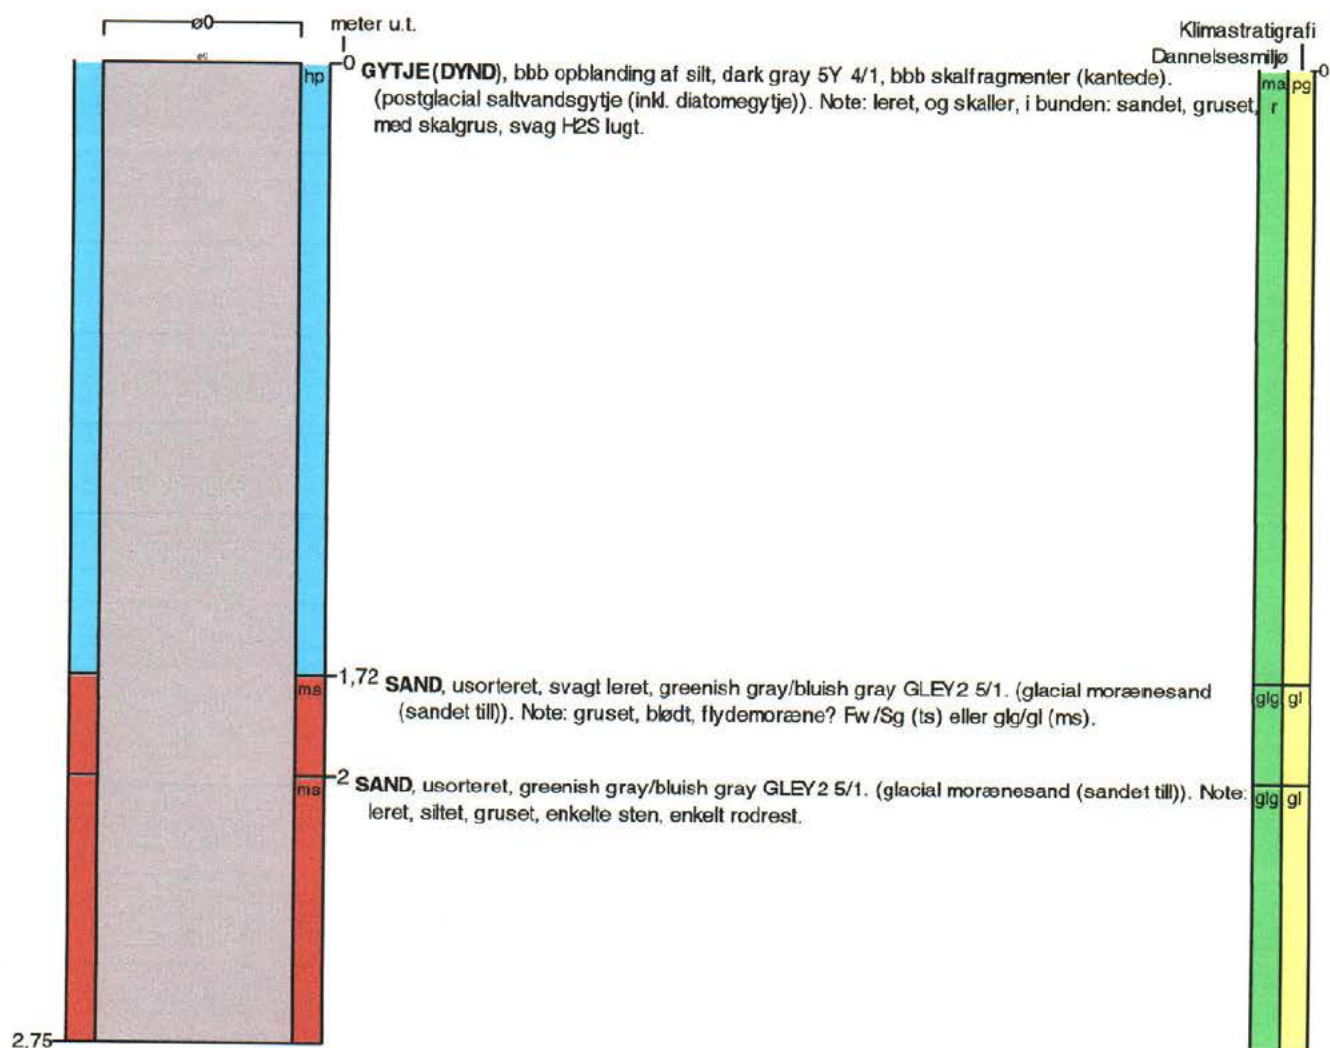 ø0
meter u.t.
Klimastratigrafi
Dannelsesmiljø
ø0
0
0
hp
GYTJE (DYND), bbb opblanding af silt, dark gray 5Y 4/1, bbb skalfragmenter (kantede).
(postglacial saltvandsgytje (inkl. diatomegytje)). Note: leret, og skaller, i bunden: sandet, gruset,
med skalgrus, svag H2S lugt.
ma
r
pg
1,72
ms
SAND, usorteret, svagt leret, greenish gray/bluish gray GLEY2 5/1. (glacial morænesand
(sandet till)). Note: gruset, blødt, flydemoræne? Fw/Sg (ts) eller glg/gl (ms).
glg
gl
2
ms
SAND, usorteret, greenish gray/bluish gray GLEY2 5/1. (glacial morænesand (sandet till)). Note:
leret, siltet, gruset, enkelte sten, enkelt rodrest.
glg
gl
2,75